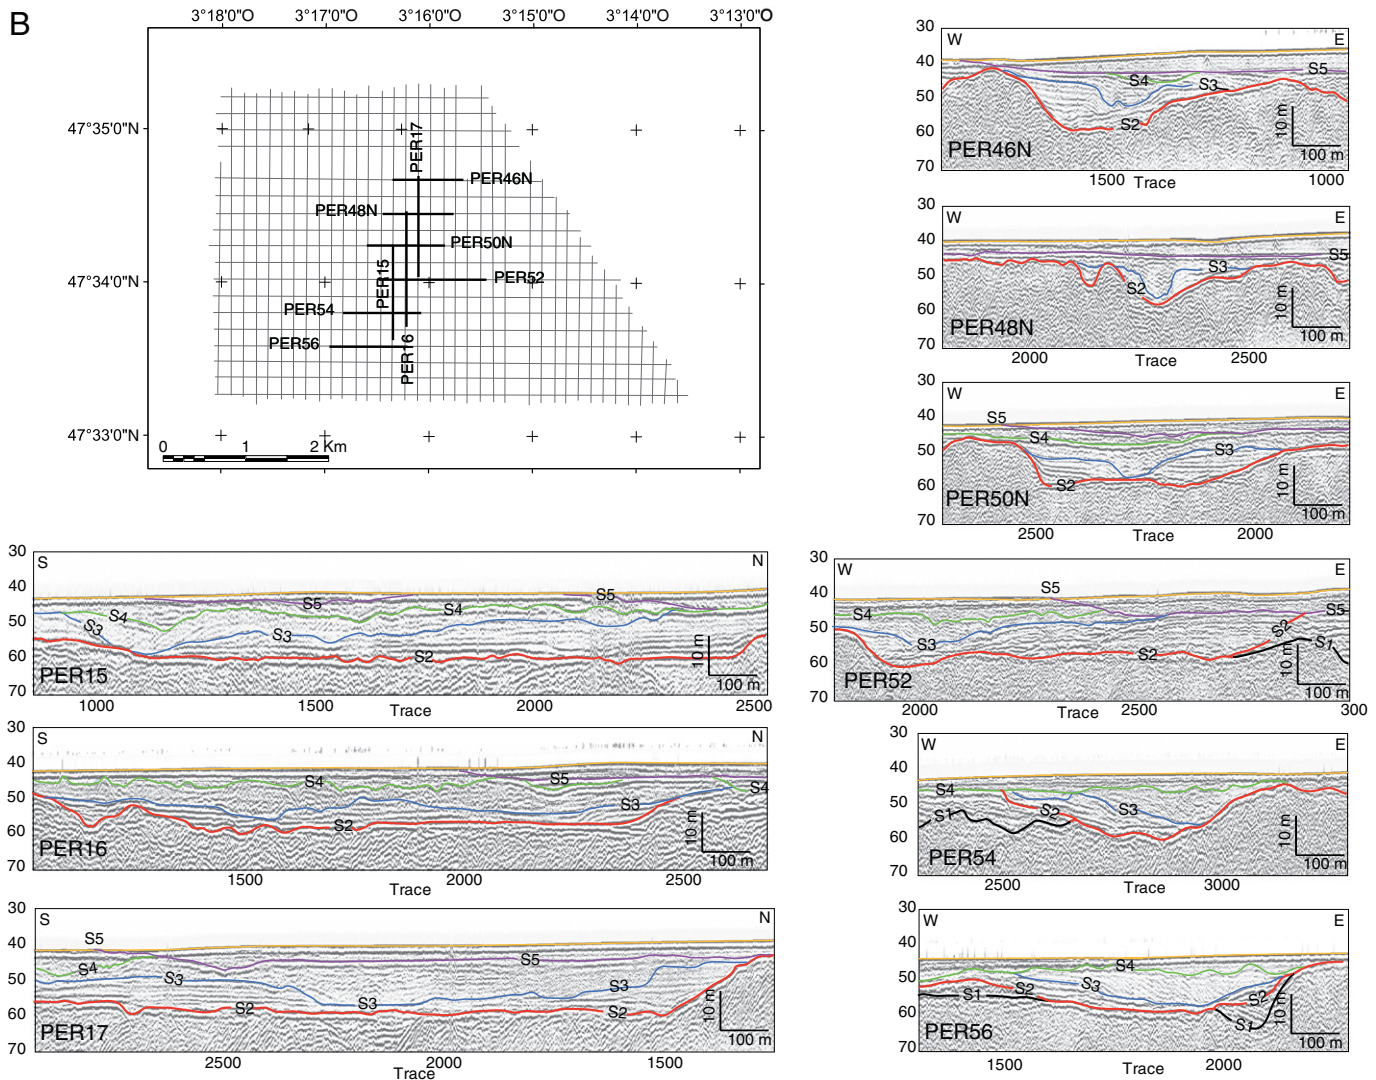 B
3°18'0"O 3°17'0"O 3°16'0"O 3°15'0"O 3°14'0"O 3°13'0"O
47°35'0"N
47°34'0"N
47°33'0"N
PER17
PER46N
PER48N
PER50N
PER15
PER52
PER54
PER56
PER16
0 1 2 Km
30
40
50
60
70
W E
S4 S3 S5
S2
PER46N
10 m
100 m
1500 Trace 1000
30
40
50
60
70
W E
S5
S3
S2
PER48N
10 m
100 m
2000 Trace 2500
30
40
50
60
70
W E
S5
S4
S3
S2
PER50N
10 m
100 m
2500 Trace 2000
30
40
50
60
70
S N
S5 S5
S4 S4
S3 S3
S2
PER15
10 m
100 m
1000 1500 2000 2500
Trace
30
40
50
60
70
W E
S5
S4 S5
S3 S2
S2 S1
PER52
10 m
100 m
2000 Trace 2500 300
30
40
50
60
70
S N
S4 S5 S4
S3
S2
PER16
10 m
100 m
1500 2000 2500
Trace
30
40
50
60
70
W E
S4
S1 S2 S3
PER54
10 m
100 m
2500 Trace 3000
30
40
50
60
70
S N
S5
S4 S3 S5
S3
S2 S2
PER17
10 m
100 m
2500 2000 1500
Trace
30
40
50
60
70
W E
S4
S1 S2 S3 S2
S1
PER56
10 m
100 m
1500 Trace 2000